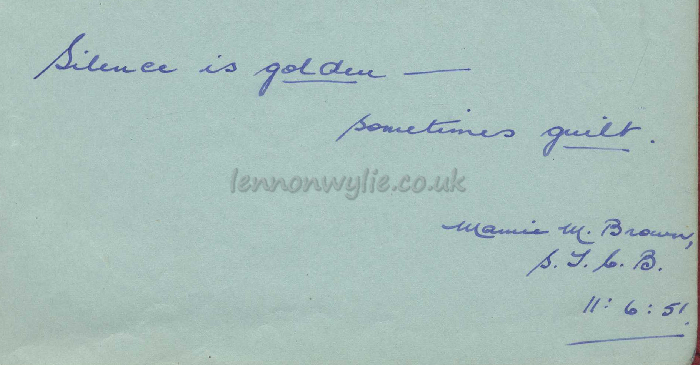 Silence is golden —
sometimes guilt.
lennonwylie.co.uk
Mamie M. Brown,
S. T. C. B.
11: 6: 51.